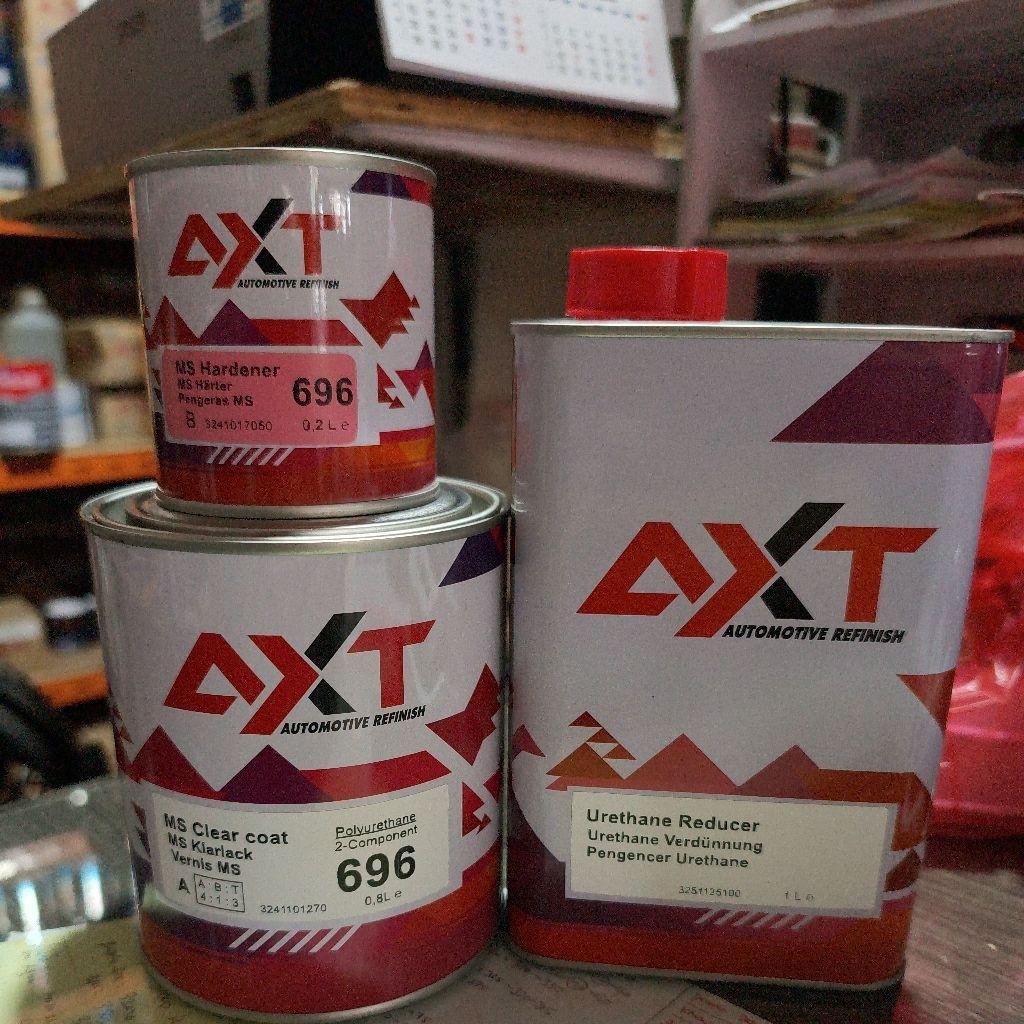 AXT
AUTOMOTIVE REFINISH
MS Hardener
MS Härter
Pengeras MS
696
B 3241017050 0,2 L e
AXT
AUTOMOTIVE REFINISH
MS Clear coat
MS Klarlack
Vernis MS
Polyurethane
2-Component
696
A
A : B : T
4 : 1 : 3
3241101270
0,8L e
AXT
AUTOMOTIVE REFINISH
Urethane Reducer
Urethane Verdünnung
Pengencer Urethane
3251125100 1 L e